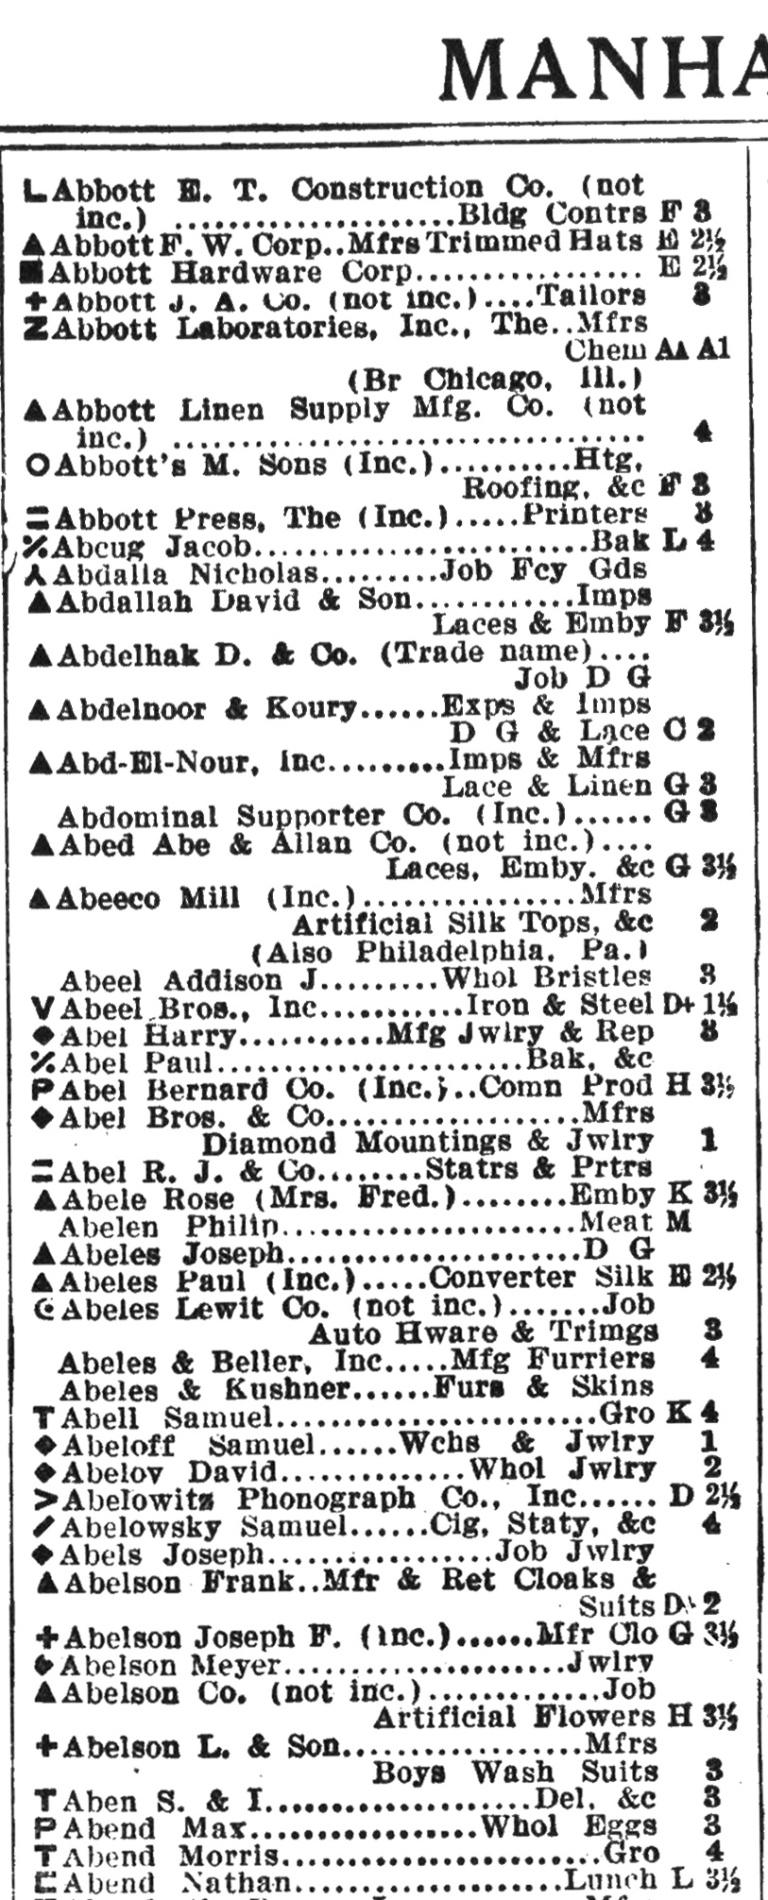 MANHA
L Abbott E. T. Construction Co. (not
inc.) ......................Bldg Contrs F 3
▲ Abbott F. W. Corp..Mfrs Trimmed Hats E 2½
■ Abbott Hardware Corp................. E 2½
+ Abbott J. A. Co. (not inc.)....Tailors 3
Z Abbott Laboratories, Inc., The..Mfrs
Chem AA A1
(Br Chicago, Ill.)
▲ Abbott Linen Supply Mfg. Co. (not
inc.) .................................. 4
O Abbott's M. Sons (Inc.)..........Htg,
Roofing, &c F 3
= Abbott Press, The (Inc.).....Printers 3
⁒ Abcug Jacob.........................Bak L 4
⅄ Abdalla Nicholas.........Job Fcy Gds
▲ Abdallah David & Son............Imps
Laces & Emby F 3½
▲ Abdelhak D. & Co. (Trade name)....
Job D G
▲ Abdelnoor & Koury......Exps & Imps
D G & Lace C 2
▲ Abd-El-Nour, Inc.........Imps & Mfrs
Lace & Linen G 3
Abdominal Supporter Co. (Inc.)...... G 3
▲ Abed Abe & Allan Co. (not inc.)....
Laces, Emby. &c G 3½
▲ Abeeco Mill (Inc.)................Mfrs
Artificial Silk Tops, &c 2
(Also Philadelphia, Pa.)
Abeel Addison J.........Whol Bristles 3
V Abeel Bros., Inc...........Iron & Steel D+ 1½
◆ Abel Harry...........Mfg Jwlry & Rep 3
⁒ Abel Paul.......................Bak, &c
P Abel Bernard Co. (Inc.)..Comn Prod H 3½
◆ Abel Bros. & Co...................Mfrs
Diamond Mountings & Jwlry 1
= Abel R. J. & Co........Statrs & Prtrs
▲ Abele Rose (Mrs. Fred.)........Emby K 3½
Abelen Philip......................Meat M
▲ Abeles Joseph.......................D G
▲ Abeles Paul (Inc.).....Converter Silk E 2½
☪ Abeles Lewit Co. (not inc.).......Job
Auto Hware & Trimgs 3
Abeles & Beller, Inc.....Mfg Furriers 4
Abeles & Kushner......Furs & Skins
T Abell Samuel........................Gro K 4
◆ Abeloff Samuel......Wchs & Jwlry 1
◆ Abelov David..............Whol Jwlry 2
> Abelowitz Phonograph Co., Inc...... D 2½
/ Abelowsky Samuel......Cig, Staty, &c 4
◆ Abels Joseph.................Job Jwlry
▲ Abelson Frank..Mfr & Ret Cloaks &
Suits D+ 2
+ Abelson Joseph F. (Inc.)......Mfr Clo G 3½
◆ Abelson Meyer.....................Jwlry
▲ Abelson Co. (not inc.).............Job
Artificial Flowers H 3½
+ Abelson L. & Son..................Mfrs
Boys Wash Suits 3
T Aben S. & I....................Del, &c 3
P Abend Max.................Whol Eggs 3
T Abend Morris........................Gro 4
⊏ Abend Nathan....................Lunch L 3½